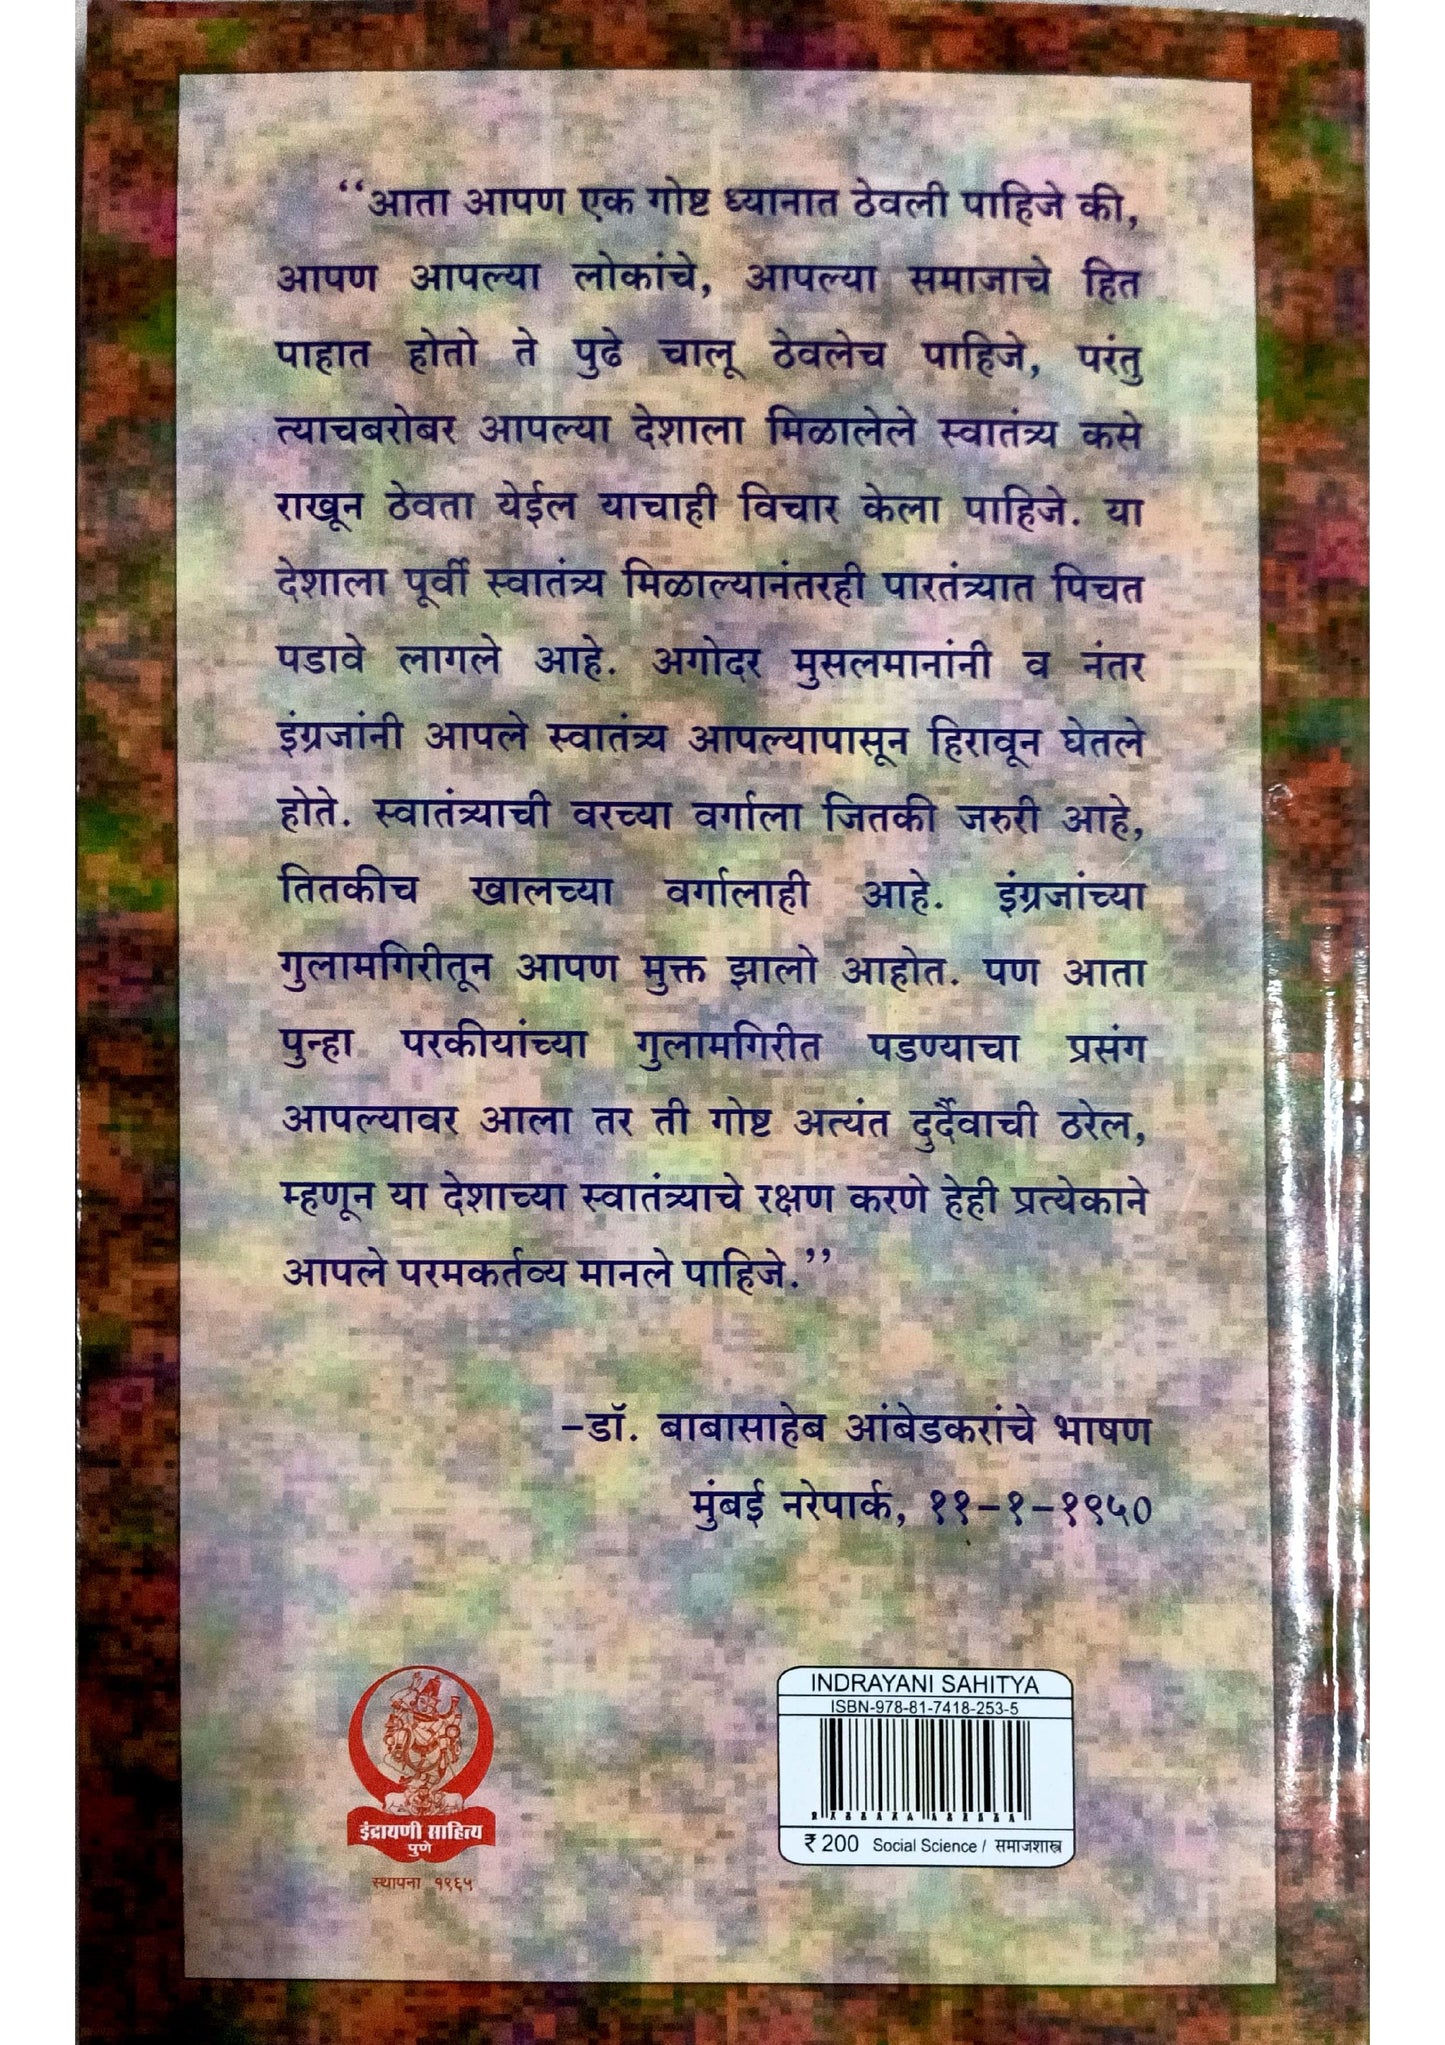 “आता आपण एक गोष्ट ध्यानात ठेवली पाहिजे की,
आपण आपल्या लोकांचे, आपल्या समाजाचे हित
पाहात होतो ते पुढे चालू ठेवलेच पाहिजे, परंतु
त्याचबरोबर आपल्या देशाला मिळालेले स्वातंत्र्य कसे
राखून ठेवता येईल याचाही विचार केला पाहिजे. या
देशाला पूर्वी स्वातंत्र्य मिळाल्यानंतरही पारतंत्र्यात पिचत
पडावे लागले आहे. अगोदर मुसलमानांनी व नंतर
इंग्रजांनी आपले स्वातंत्र्य आपल्यापासून हिरावून घेतले
होते. स्वातंत्र्याची वरच्या वर्गाला जितकी जरुरी आहे,
तितकीच खालच्या वर्गालाही आहे. इंग्रजांच्या
गुलामगिरीतून आपण मुक्त झालो आहोत. पण आता
पुन्हा परकीयांच्या गुलामगिरीत पडण्याचा प्रसंग
आपल्यावर आला तर ती गोष्ट अत्यंत दुर्दैवाची ठरेल,
म्हणून या देशाच्या स्वातंत्र्याचे रक्षण करणे हेही प्रत्येकाने
आपले परमकर्तव्य मानले पाहिजे.”
–डॉ. बाबासाहेब आंबेडकरांचे भाषण
मुंबई नरेपार्क, ११–१–१९५०
इंद्रायणी साहित्य
पुणे
स्थापना १९६५
INDRAYANI SAHITYA
ISBN-978-81-7418-253-5
₹ 200 Social Science / समाजशास्त्र